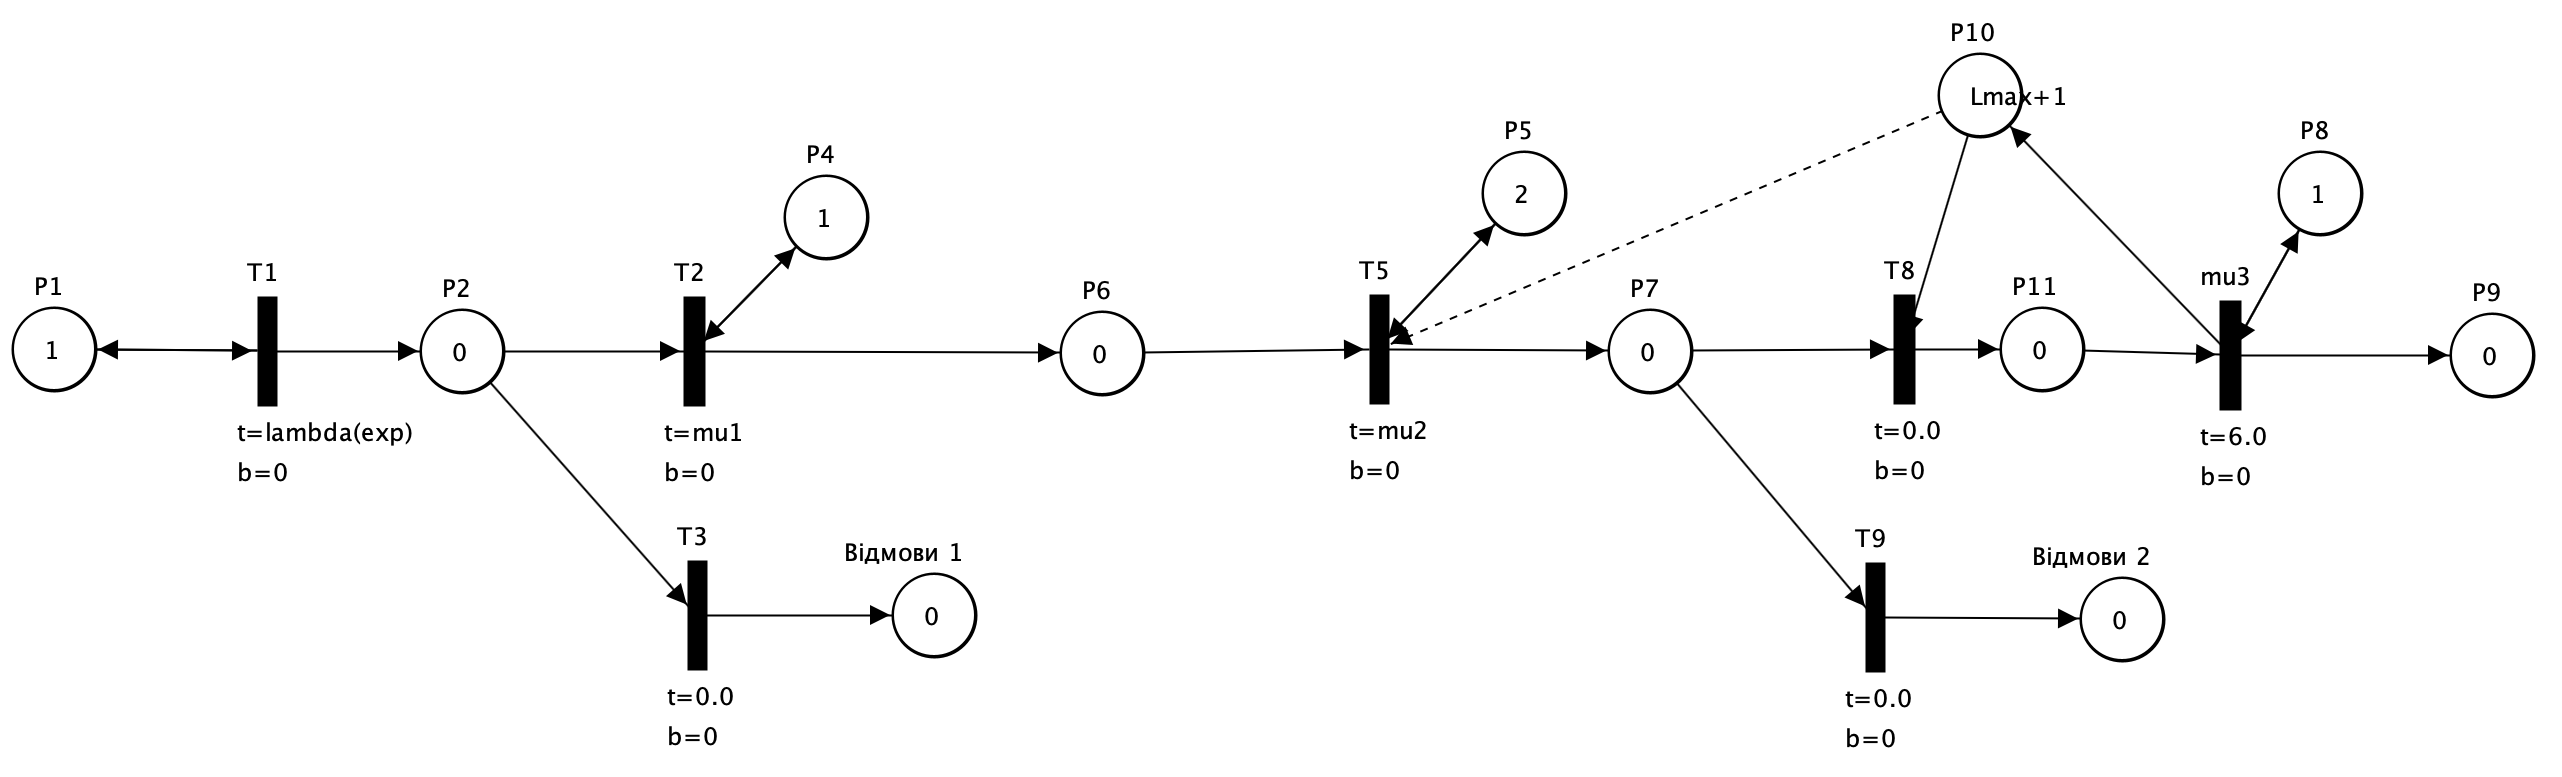 P10
Lmax+1
P5
2
P8
1
P4
1
P1
1
T1
t=lambda(exp)
b=0
P2
0
T2
t=mu1
b=0
P6
0
T5
t=mu2
b=0
P7
0
T8
t=0.0
b=0
P11
0
mu3
t=6.0
b=0
P9
0
T3
t=0.0
b=0
Відмови 1
0
T9
t=0.0
b=0
Відмови 2
0